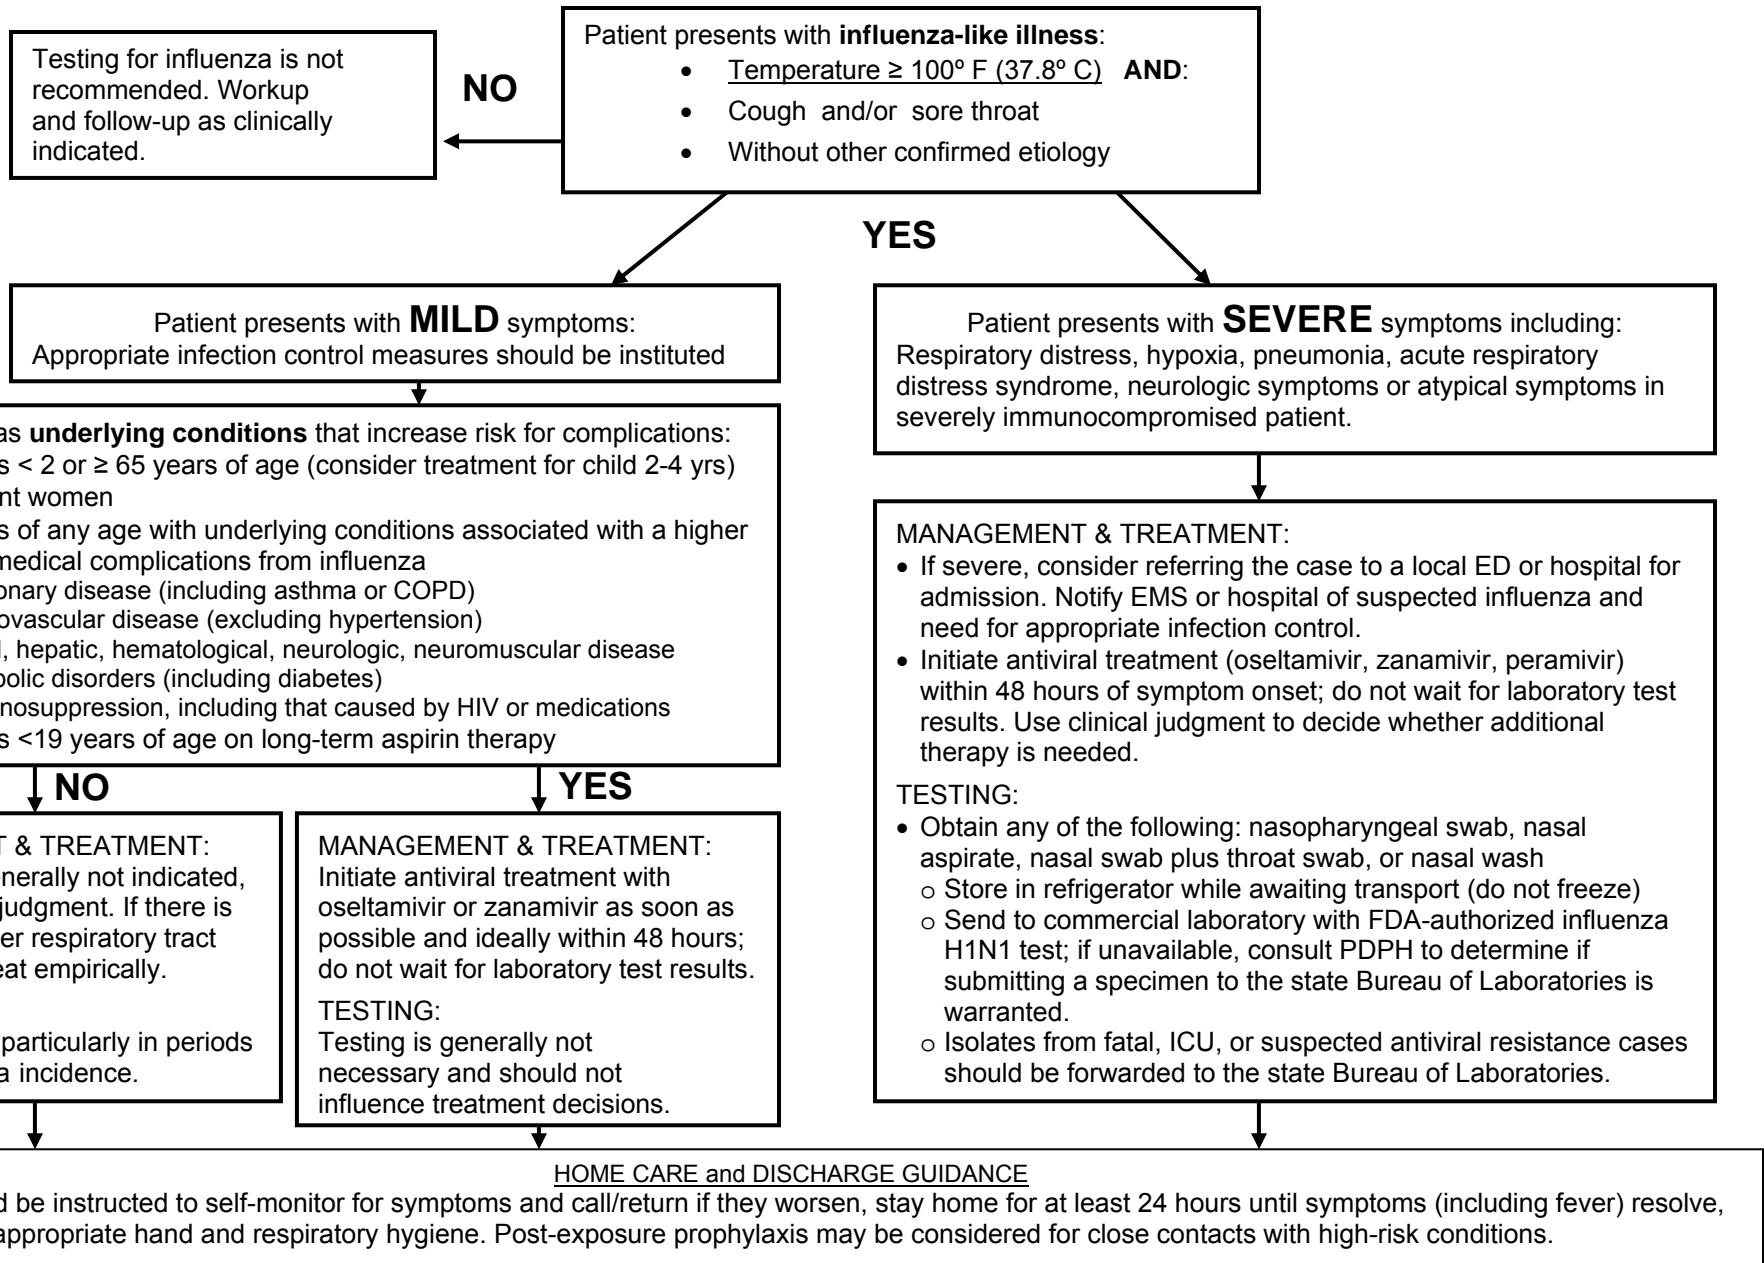 Testing for influenza is not
recommended. Workup
and follow-up as clinically
indicated.
NO
Patient presents with influenza-like illness:
• Temperature ≥ 100º F (37.8º C) AND:
• Cough and/or sore throat
• Without other confirmed etiology
YES
Patient presents with MILD symptoms:
Appropriate infection control measures should be instituted
as underlying conditions that increase risk for complications:
s < 2 or ≥ 65 years of age (consider treatment for child 2-4 yrs)
nt women
s of any age with underlying conditions associated with a higher
medical complications from influenza
onary disease (including asthma or COPD)
ovascular disease (excluding hypertension)
l, hepatic, hematological, neurologic, neuromuscular disease
bolic disorders (including diabetes)
nosuppression, including that caused by HIV or medications
s <19 years of age on long-term aspirin therapy
NO
YES
T & TREATMENT:
enerally not indicated,
judgment. If there is
er respiratory tract
eat empirically.
particularly in periods
a incidence.
MANAGEMENT & TREATMENT:
Initiate antiviral treatment with
oseltamivir or zanamivir as soon as
possible and ideally within 48 hours;
do not wait for laboratory test results.
TESTING:
Testing is generally not
necessary and should not
influence treatment decisions.
Patient presents with SEVERE symptoms including:
Respiratory distress, hypoxia, pneumonia, acute respiratory
distress syndrome, neurologic symptoms or atypical symptoms in
severely immunocompromised patient.
MANAGEMENT & TREATMENT:
• If severe, consider referring the case to a local ED or hospital for
admission. Notify EMS or hospital of suspected influenza and
need for appropriate infection control.
• Initiate antiviral treatment (oseltamivir, zanamivir, peramivir)
within 48 hours of symptom onset; do not wait for laboratory test
results. Use clinical judgment to decide whether additional
therapy is needed.
TESTING:
• Obtain any of the following: nasopharyngeal swab, nasal
aspirate, nasal swab plus throat swab, or nasal wash
o Store in refrigerator while awaiting transport (do not freeze)
o Send to commercial laboratory with FDA-authorized influenza
H1N1 test; if unavailable, consult PDPH to determine if
submitting a specimen to the state Bureau of Laboratories is
warranted.
o Isolates from fatal, ICU, or suspected antiviral resistance cases
should be forwarded to the state Bureau of Laboratories.
HOME CARE and DISCHARGE GUIDANCE
d be instructed to self-monitor for symptoms and call/return if they worsen, stay home for at least 24 hours until symptoms (including fever) resolve,
appropriate hand and respiratory hygiene. Post-exposure prophylaxis may be considered for close contacts with high-risk conditions.